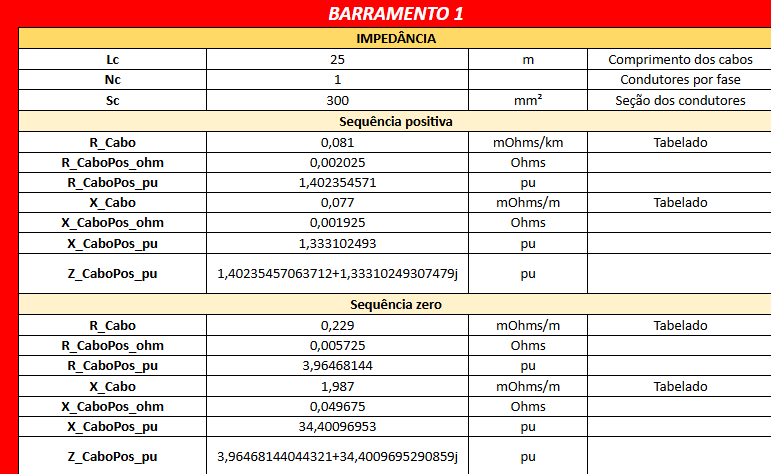 BARRAMENTO 1
IMPEDÂNCIA
Lc 25 m Comprimento dos cabos
Nc 1 Condutores por fase
Sc 300 mm² Seção dos condutores
Sequência positiva
R_Cabo 0,081 mOhms/km Tabelado
R_CaboPos_ohm 0,002025 Ohms
R_CaboPos_pu 1,402354571 pu
X_Cabo 0,077 mOhms/m Tabelado
X_CaboPos_ohm 0,001925 Ohms
X_CaboPos_pu 1,333102493 pu
Z_CaboPos_pu 1,40235457063712+1,33310249307479j pu
Sequência zero
R_Cabo 0,229 mOhms/m Tabelado
R_CaboPos_ohm 0,005725 Ohms
R_CaboPos_pu 3,96468144 pu
X_Cabo 1,987 mOhms/m Tabelado
X_CaboPos_ohm 0,049675 Ohms
X_CaboPos_pu 34,40096953 pu
Z_CaboPos_pu 3,96468144044321+34,4009695290859j pu